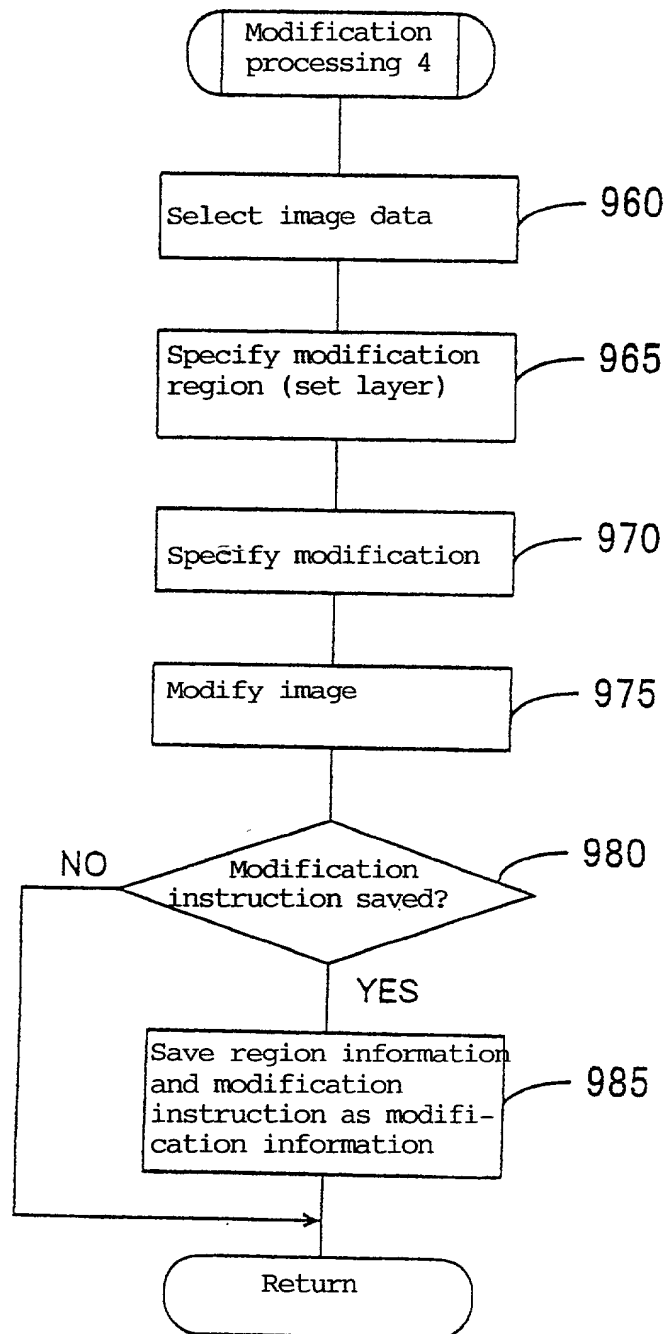 Modification
processing 4
Select image data
960
Specify modification
region (set layer)
965
Specify modification
970
Modify image
975
Modification
instruction saved?
980
NO
YES
Save region information
and modification
instruction as modifi-
cation information
985
Return